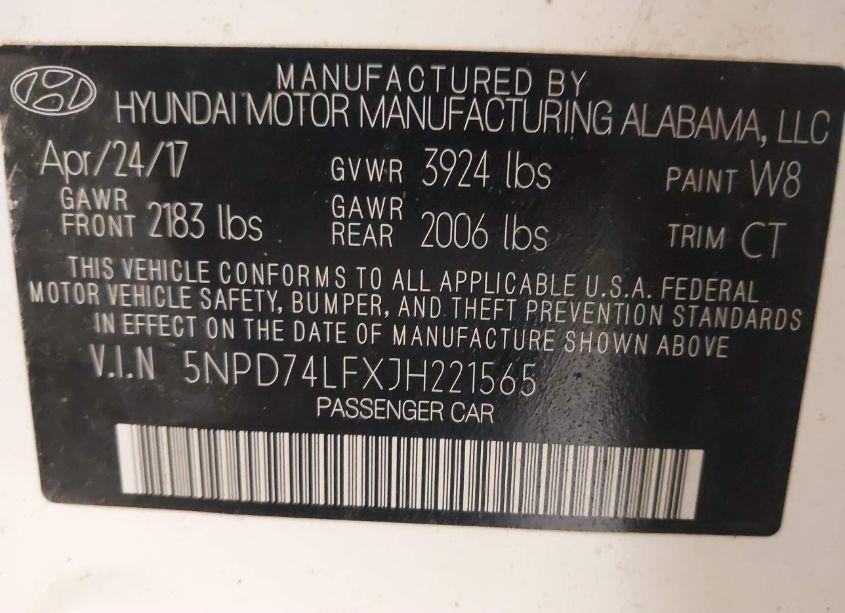 MANUFACTURED BY
HYUNDAI MOTOR MANUFACTURING ALABAMA, LLC
Apr/24/17 GVWR 3924 lbs PAINT W8
GAWR FRONT 2183 lbs GAWR REAR 2006 lbs TRIM CT
THIS VEHICLE CONFORMS TO ALL APPLICABLE U.S.A. FEDERAL
MOTOR VEHICLE SAFETY, BUMPER, AND THEFT PREVENTION STANDARDS
IN EFFECT ON THE DATE OF MANUFACTURE SHOWN ABOVE
V.I.N 5NPD74LFXJH221565
PASSENGER CAR